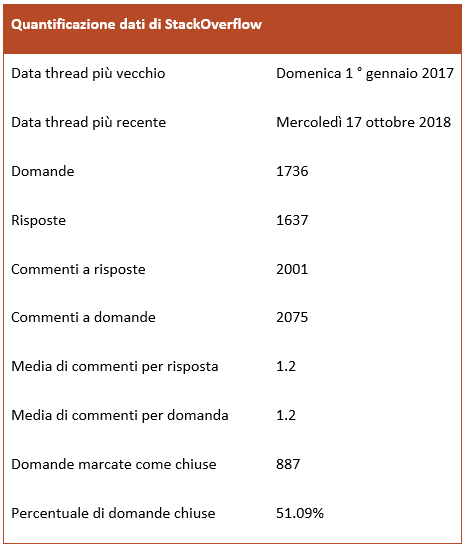 Quantificazione dati di StackOverflow
Data thread più vecchio Domenica 1 ° gennaio 2017
Data thread più recente Mercoledì 17 ottobre 2018
Domande 1736
Risposte 1637
Commenti a risposte 2001
Commenti a domande 2075
Media di commenti per risposta 1.2
Media di commenti per domanda 1.2
Domande marcate come chiuse 887
Percentuale di domande chiuse 51.09%